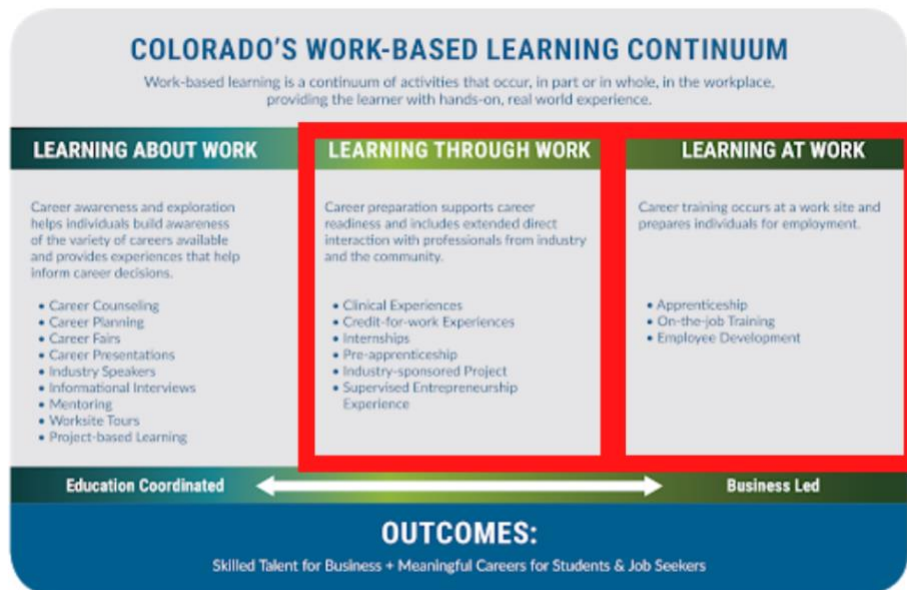 COLORADO'S WORK-BASED LEARNING CONTINUUM
Work-based learning is a continuum of activities that occur, in part or in whole, in the workplace,
providing the learner with hands-on, real world experience.
LEARNING ABOUT WORK
Career awareness and exploration
helps individuals build awareness
of the variety of careers available
and provides experiences that help
inform career decisions.
• Career Counseling
• Career Planning
• Career Fairs
• Career Presentations
• Industry Speakers
• Informational Interviews
• Mentoring
• Worksite Tours
• Project-based Learning
LEARNING THROUGH WORK
Career preparation supports career
readiness and includes extended direct
interaction with professionals from industry
and the community.
• Clinical Experiences
• Credit-for-work Experiences
• Internships
• Pre-apprenticeship
• Industry-sponsored Project
• Supervised Entrepreneurship
Experience
LEARNING AT WORK
Career training occurs at a work site and
prepares individuals for employment.
• Apprenticeship
• On-the-job Training
• Employee Development
Education Coordinated
Business Led
OUTCOMES:
Skilled Talent for Business + Meaningful Careers for Students & Job Seekers